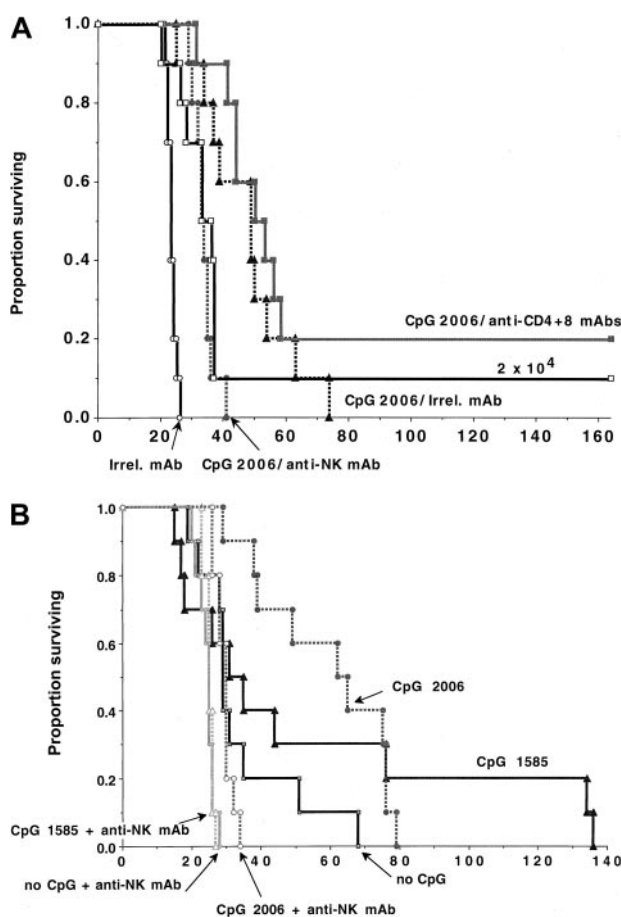 A
Proportion surviving
1.0
0.8
0.6
0.4
0.2
0.0
CpG 2006/anti-CD4+8 mAbs
2 x 10⁴
CpG 2006/Irrel. mAb
0 20 40 60 80 100 120 140 160
Irrel. mAb
CpG 2006/anti-NK mAb
B
Proportion surviving
1.0
0.8
0.6
0.4
0.2
0.0
CpG 2006
CpG 1585
CpG 1585 + anti-NK mAb
0 20 40 60 80 100 120 140
no CpG + anti-NK mAb
no CpG
CpG 2006 + anti-NK mAb